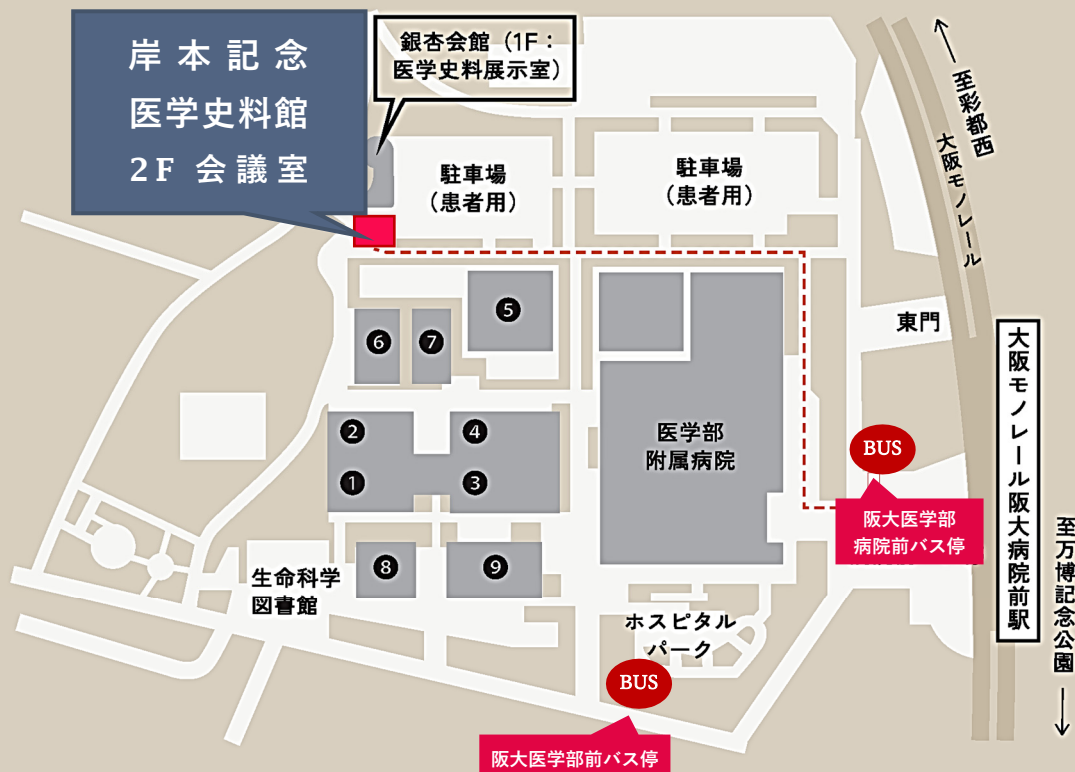 岸本記念
医学史料館
2F 会議室
銀杏会館（1F：
医学史料展示室）
駐車場
（患者用）
駐車場
（患者用）
至彩都西
大阪モノレール
東門
大阪モノレール阪大病院前駅
至万博記念公園
5
6
7
2
4
1
3
医学部
附属病院
BUS
阪大医学部
病院前バス停
8
9
生命科学
図書館
ホスピタル
パーク
BUS
阪大医学部前バス停